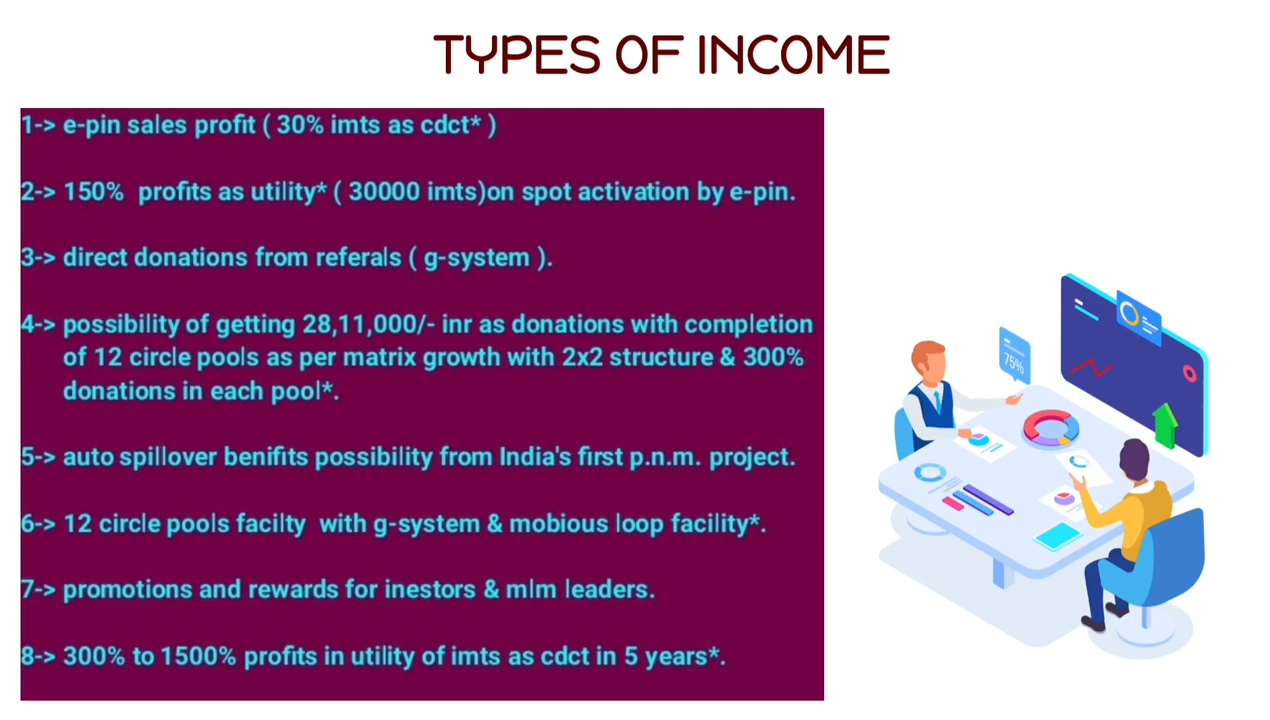 TYPES OF INCOME
1-> e-pin sales profit ( 30% imts as cdct* )
2-> 150%  profits as utility* ( 30000 imts)on spot activation by e-pin.
3-> direct donations from referals ( g-system ).
4-> possibility of getting 28,11,000/- inr as donations with completion
of 12 circle pools as per matrix growth with 2x2 structure & 300%
donations in each pool*.
5-> auto spillover benifits possibility from India's first p.n.m. project.
6-> 12 circle pools facilty  with g-system & mobious loop facility*.
7-> promotions and rewards for inestors & mlm leaders.
8-> 300% to 1500% profits in utility of imts as cdct in 5 years*.
75%